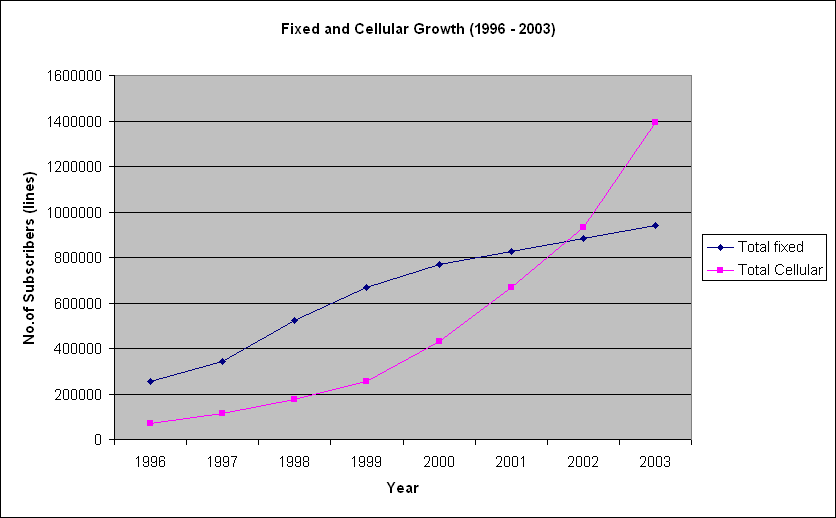 Fixed and Cellular Growth (1996 - 2003)
No.of Subscribers (lines)
1600000
1400000
1200000
1000000
800000
600000
400000
200000
0
1996 1997 1998 1999 2000 2001 2002 2003
Year
Total fixed
Total Cellular